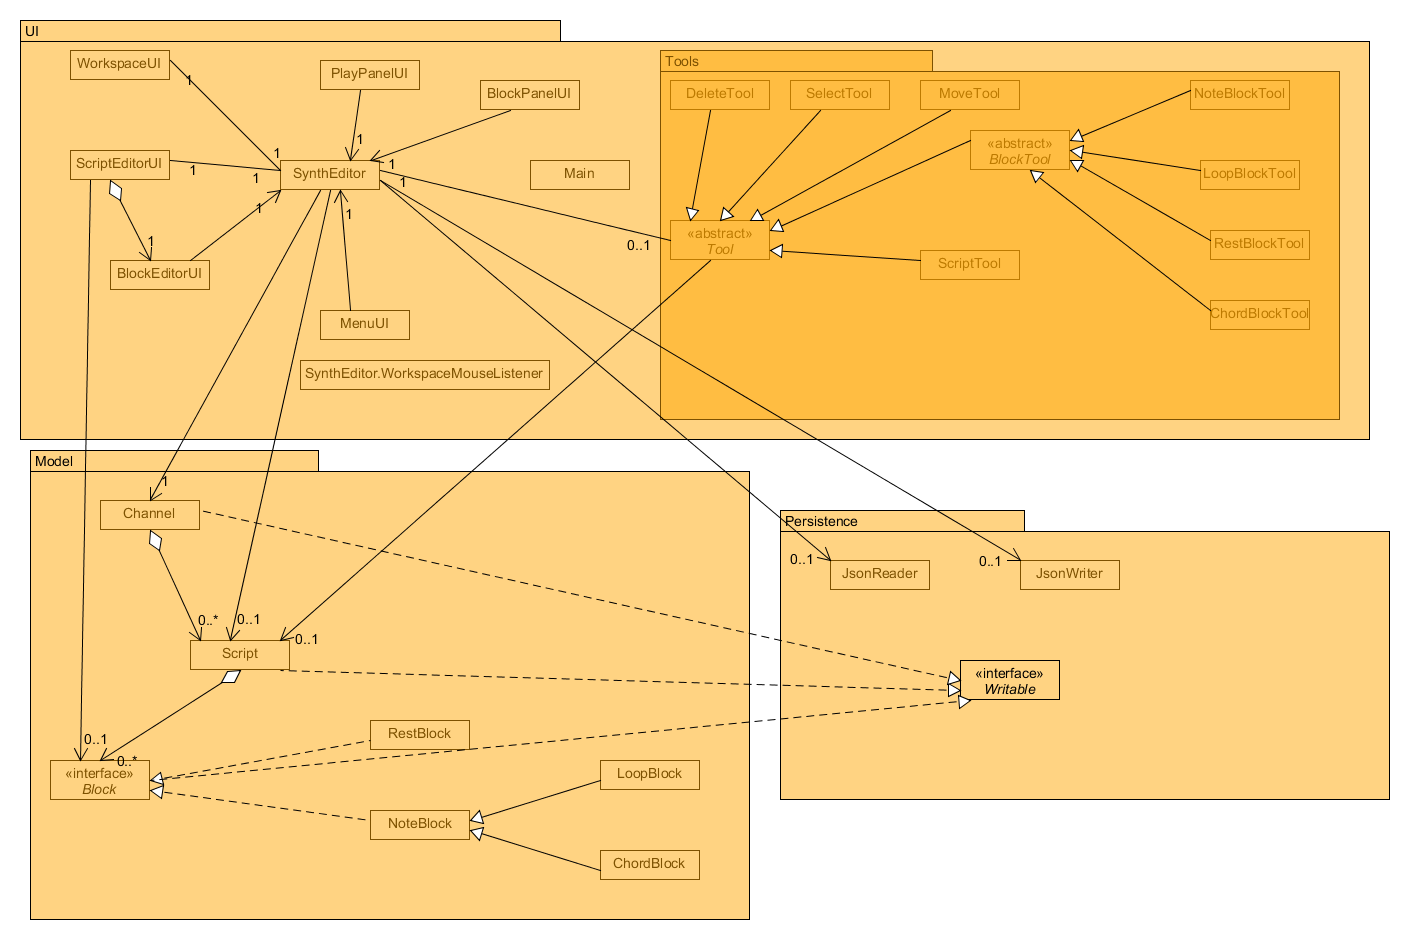 UI
WorkspaceUI
1
PlayPanelUI
1
BlockPanelUI
1
ScriptEditorUI
1
1
1
SynthEditor
1
Main
1
1
1
BlockEditorUI
0..1
MenuUI
SynthEditor.WorkspaceMouseListener
Tools
DeleteTool
SelectTool
MoveTool
NoteBlockTool
«abstract»
BlockTool
LoopBlockTool
«abstract»
Tool
RestBlockTool
ScriptTool
ChordBlockTool
Model
1
Channel
0..*
0..1
0..1
Script
0..1
0..*
«interface»
Block
RestBlock
LoopBlock
NoteBlock
ChordBlock
Persistence
0..1
JsonReader
0..1
JsonWriter
«interface»
Writable